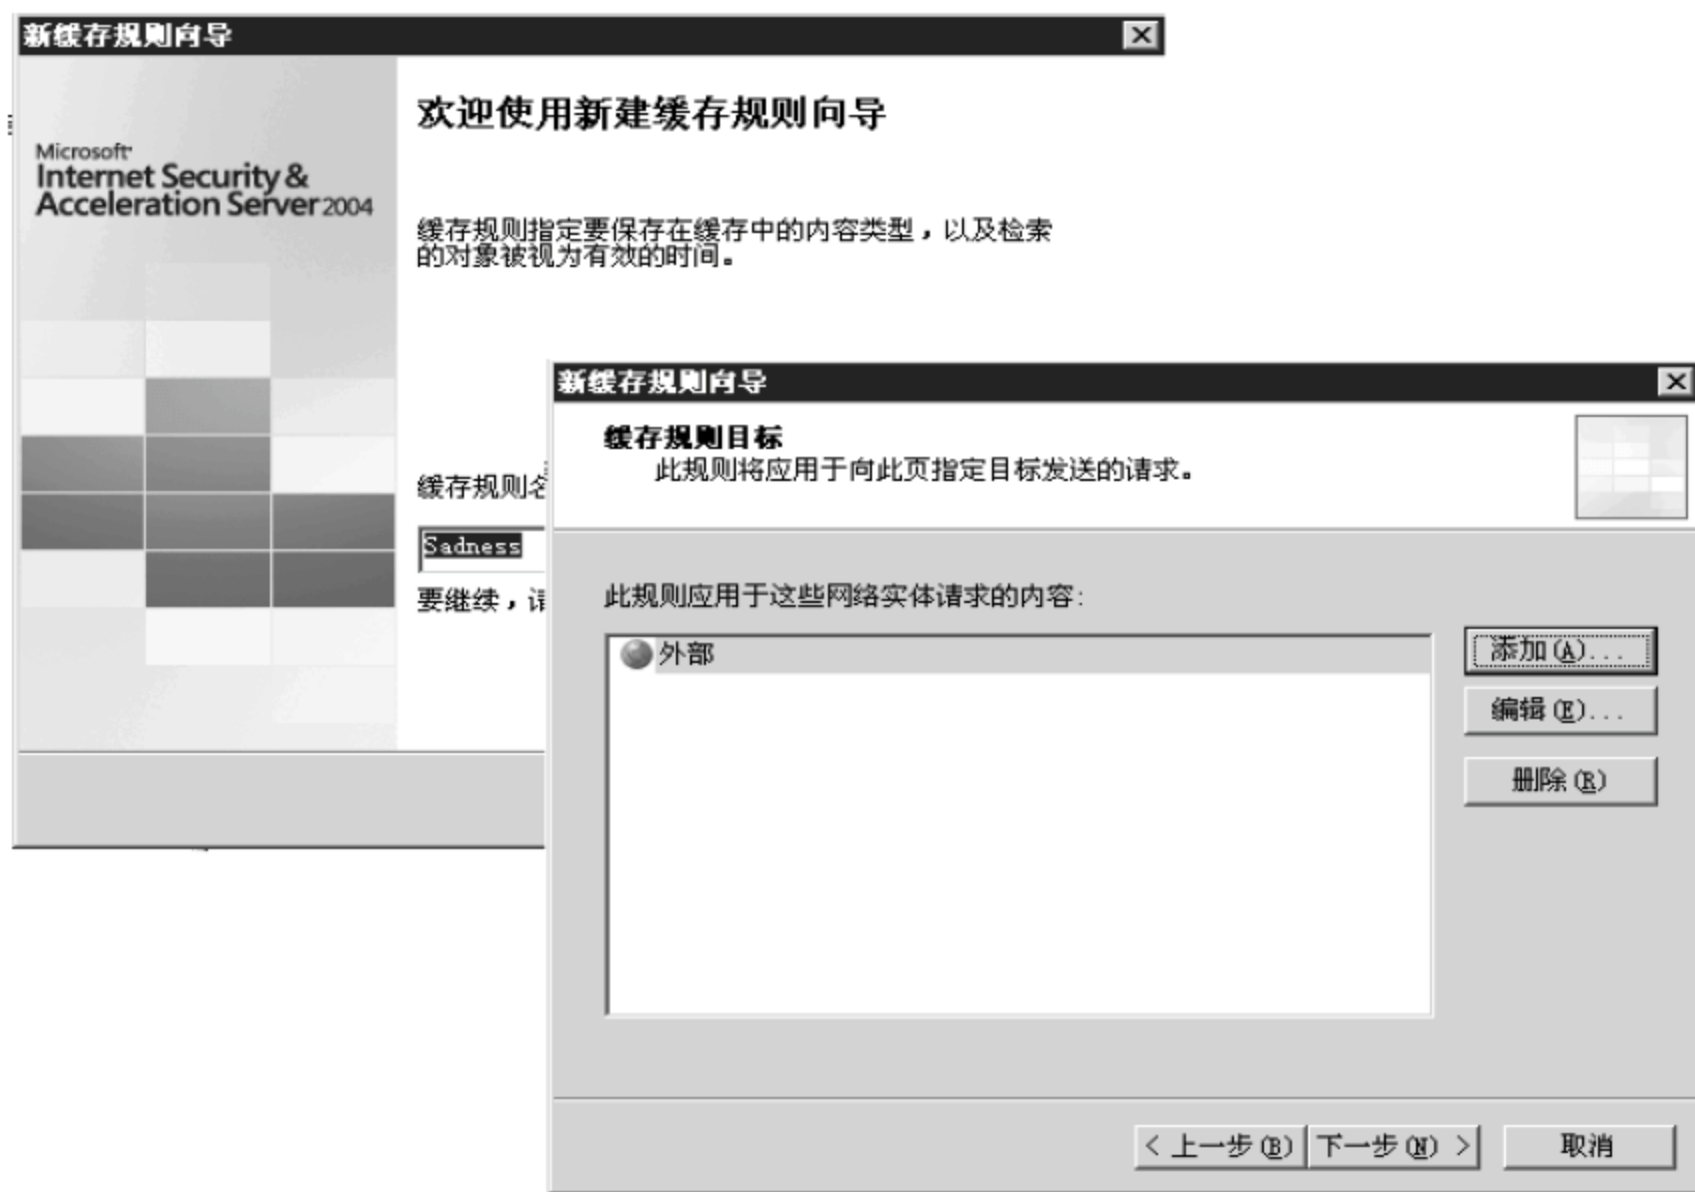 新缓存规则向导
欢迎使用新建缓存规则向导
Microsoft
Internet Security &
Acceleration Server 2004
缓存规则指定要保存在缓存中的内容类型，以及检索
的对象被视为有效的时间。
缓存规则名
Sadness
要继续，请
新缓存规则向导
缓存规则目标
此规则将应用于向此页指定目标发送的请求。
此规则应用于这些网络实体请求的内容:
外部
添加(A)...
编辑(E)...
删除(R)
< 上一步(B)
下一步(N) >
取消